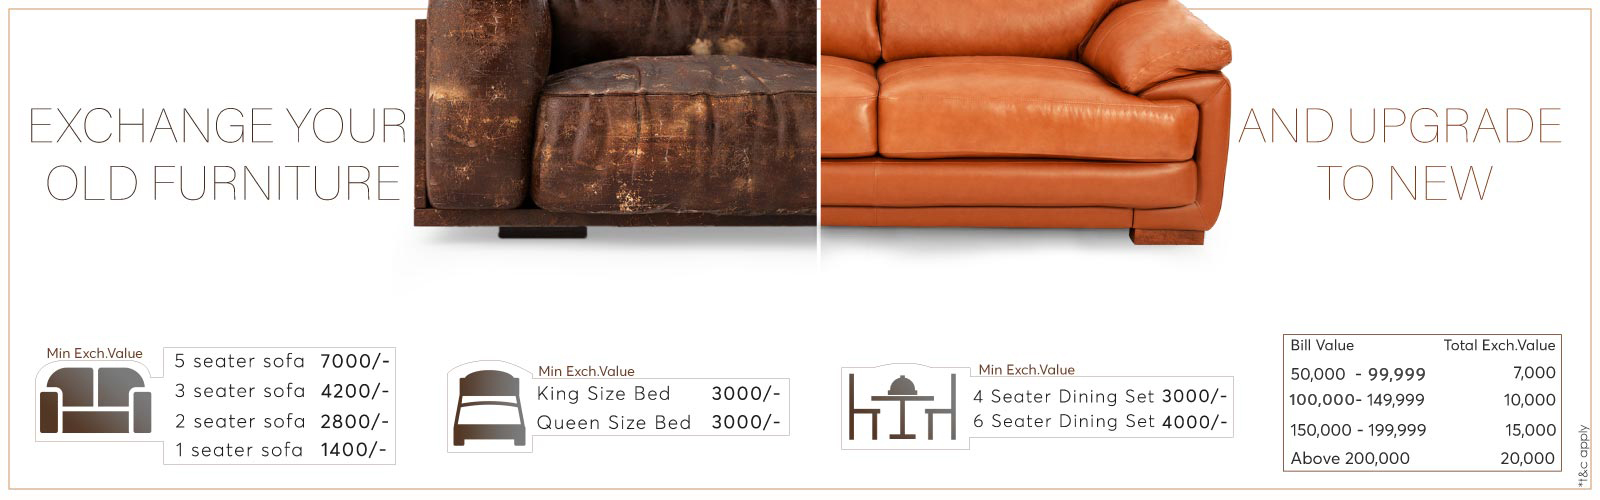 EXCHANGE YOUR
OLD FURNITURE
AND UPGRADE
TO NEW
Min Exch.Value
5 seater sofa 7000/-
3 seater sofa 4200/-
2 seater sofa 2800/-
1 seater sofa 1400/-
Min Exch.Value
King Size Bed 3000/-
Queen Size Bed 3000/-
Min Exch.Value
4 Seater Dining Set 3000/-
6 Seater Dining Set 4000/-
Bill Value Total Exch.Value
50,000 - 99,999 7,000
100,000- 149,999 10,000
150,000 - 199,999 15,000
Above 200,000 20,000
*t&c apply